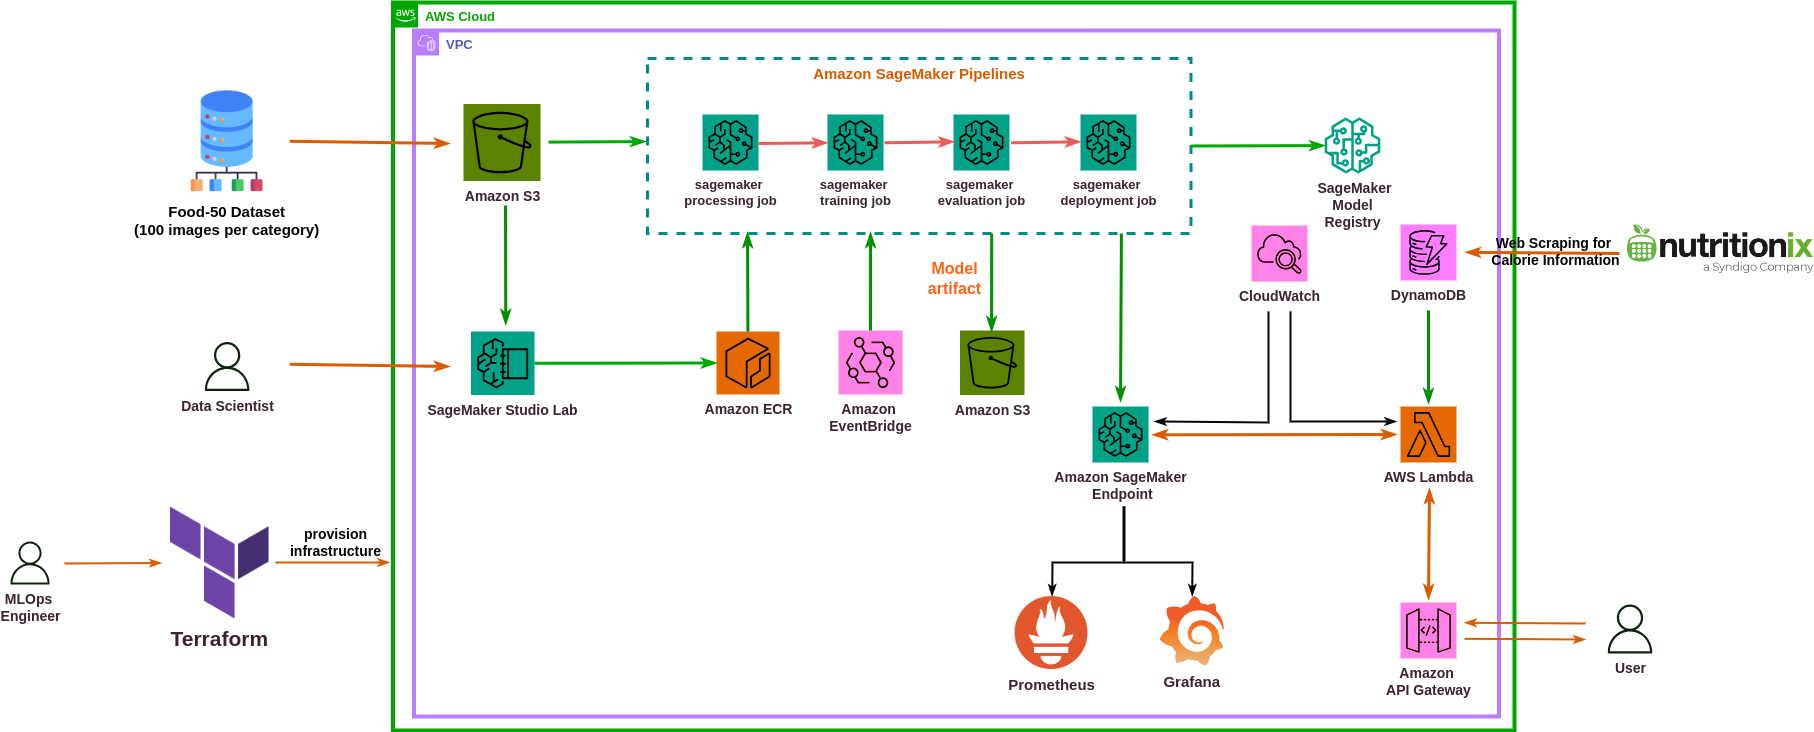 aws
AWS Cloud
VPC
Amazon SageMaker Pipelines
sagemaker
processing job
sagemaker
training job
sagemaker
evaluation job
sagemaker
deployment job
Amazon S3
Food-50 Dataset
(100 images per category)
SageMaker
Model
Registry
CloudWatch
DynamoDB
Web Scraping for
Calorie Information
nutritionix
a Syndigo Company
Model
artifact
Data Scientist
SageMaker Studio Lab
Amazon ECR
Amazon
EventBridge
Amazon S3
Amazon SageMaker
Endpoint
AWS Lambda
provision
infrastructure
MLOps
Engineer
Terraform
Prometheus
Grafana
</>
Amazon
API Gateway
User